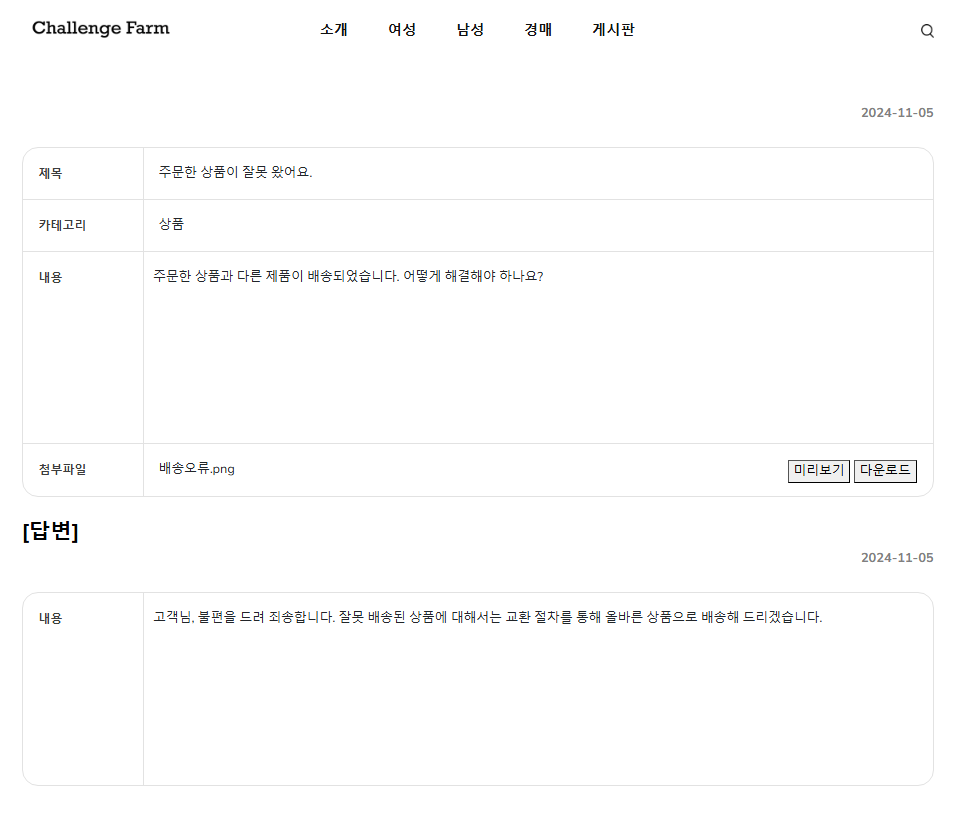 Challenge Farm 소개 여성 남성 경매 게시판
2024-11-05
제목 주문한 상품이 잘못 왔어요.
카테고리 상품
내용 주문한 상품과 다른 제품이 배송되었습니다. 어떻게 해결해야 하나요?
첨부파일 배송오류.png 미리보기 다운로드
[답변]
2024-11-05
내용 고객님, 불편을 드려 죄송합니다. 잘못 배송된 상품에 대해서는 교환 절차를 통해 올바른 상품으로 배송해 드리겠습니다.